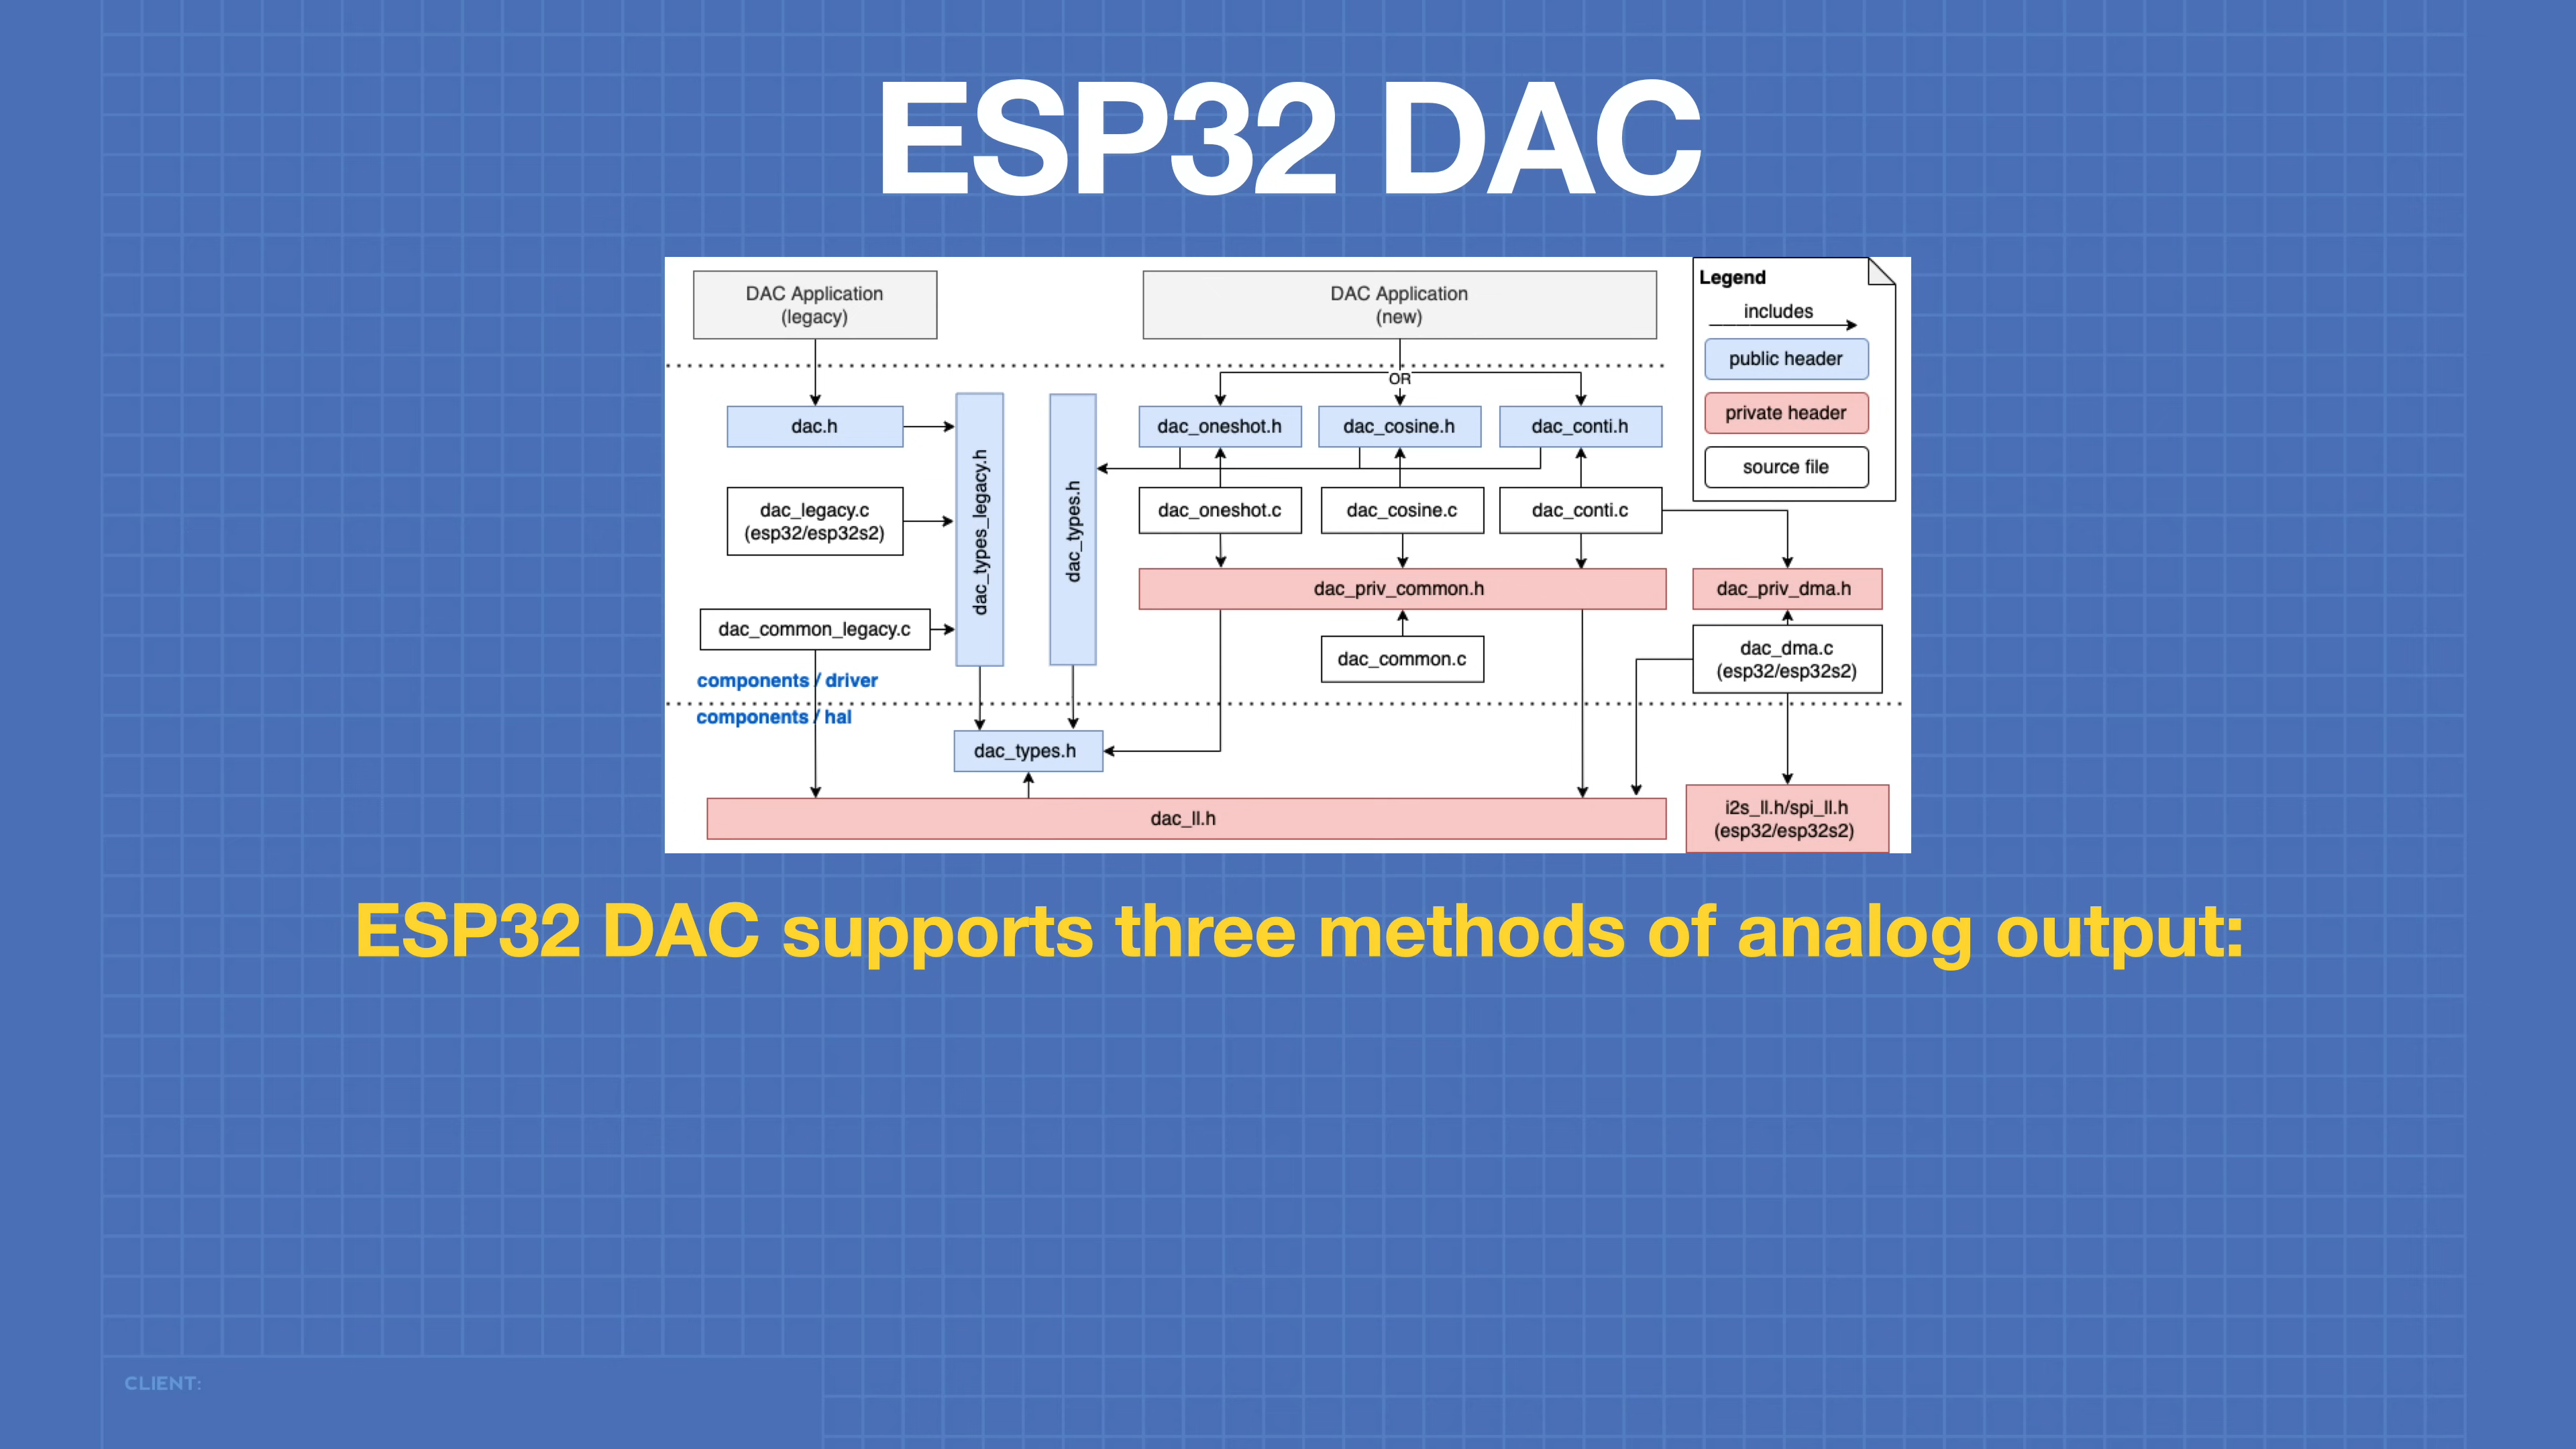 ESP32 DAC
DAC Application
(legacy)
DAC Application
(new)
Legend
includes
public header
private header
source file
OR
dac.h
dac_types_legacy.h
dac_types.h
dac_oneshot.h
dac_cosine.h
dac_conti.h
dac_legacy.c
(esp32/esp32s2)
dac_oneshot.c
dac_cosine.c
dac_conti.c
dac_priv_common.h
dac_priv_dma.h
dac_common_legacy.c
dac_common.c
dac_dma.c
(esp32/esp32s2)
components / driver
components / hal
dac_types.h
dac_ll.h
i2s_ll.h/spi_ll.h
(esp32/esp32s2)
ESP32 DAC supports three methods of analog output:
CLIENT: